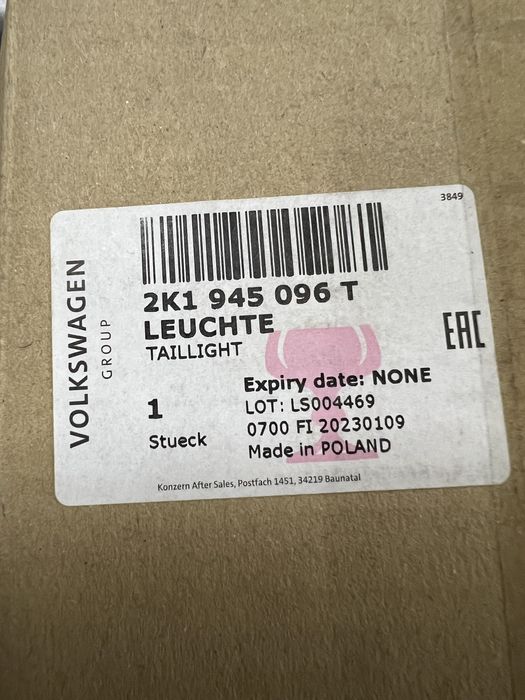 3849
VOLKSWAGEN
GROUP
2K1 945 096 T
LEUCHTE
TAILLIGHT
EAC
Expiry date: NONE
1
LOT: LS004469
Stueck
0700 FI 20230109
Made in POLAND
Konzern After Sales, Postfach 1451, 34219 Baunatal